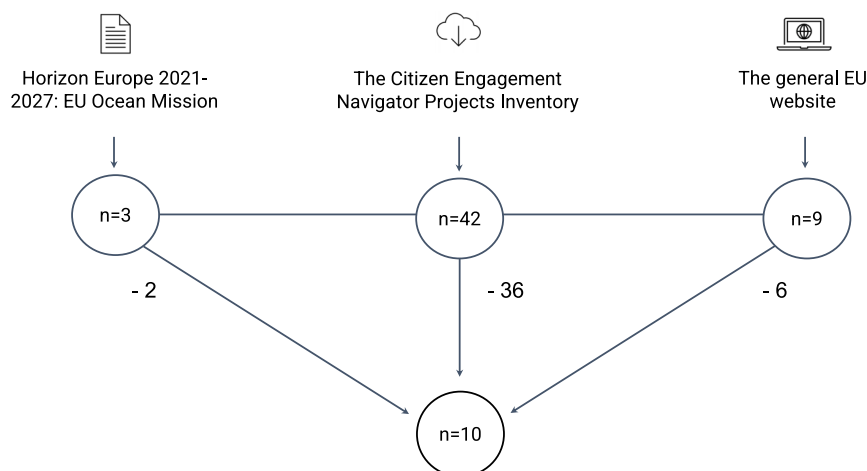 Horizon Europe 2021-
2027: EU Ocean Mission
The Citizen Engagement
Navigator Projects Inventory
The general EU
website
n=3
n=42
n=9
- 2
- 36
- 6
n=10